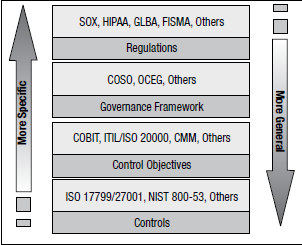 SOX, HIPAA, GLBA, FISMA, Others
Regulations
COSO, OCEG, Others
Governance Framework
COBIT, ITIL/ISO 20000, CMM, Others
Control Objectives
ISO 17799/27001, NIST 800-53, Others
Controls
More Specific
More General